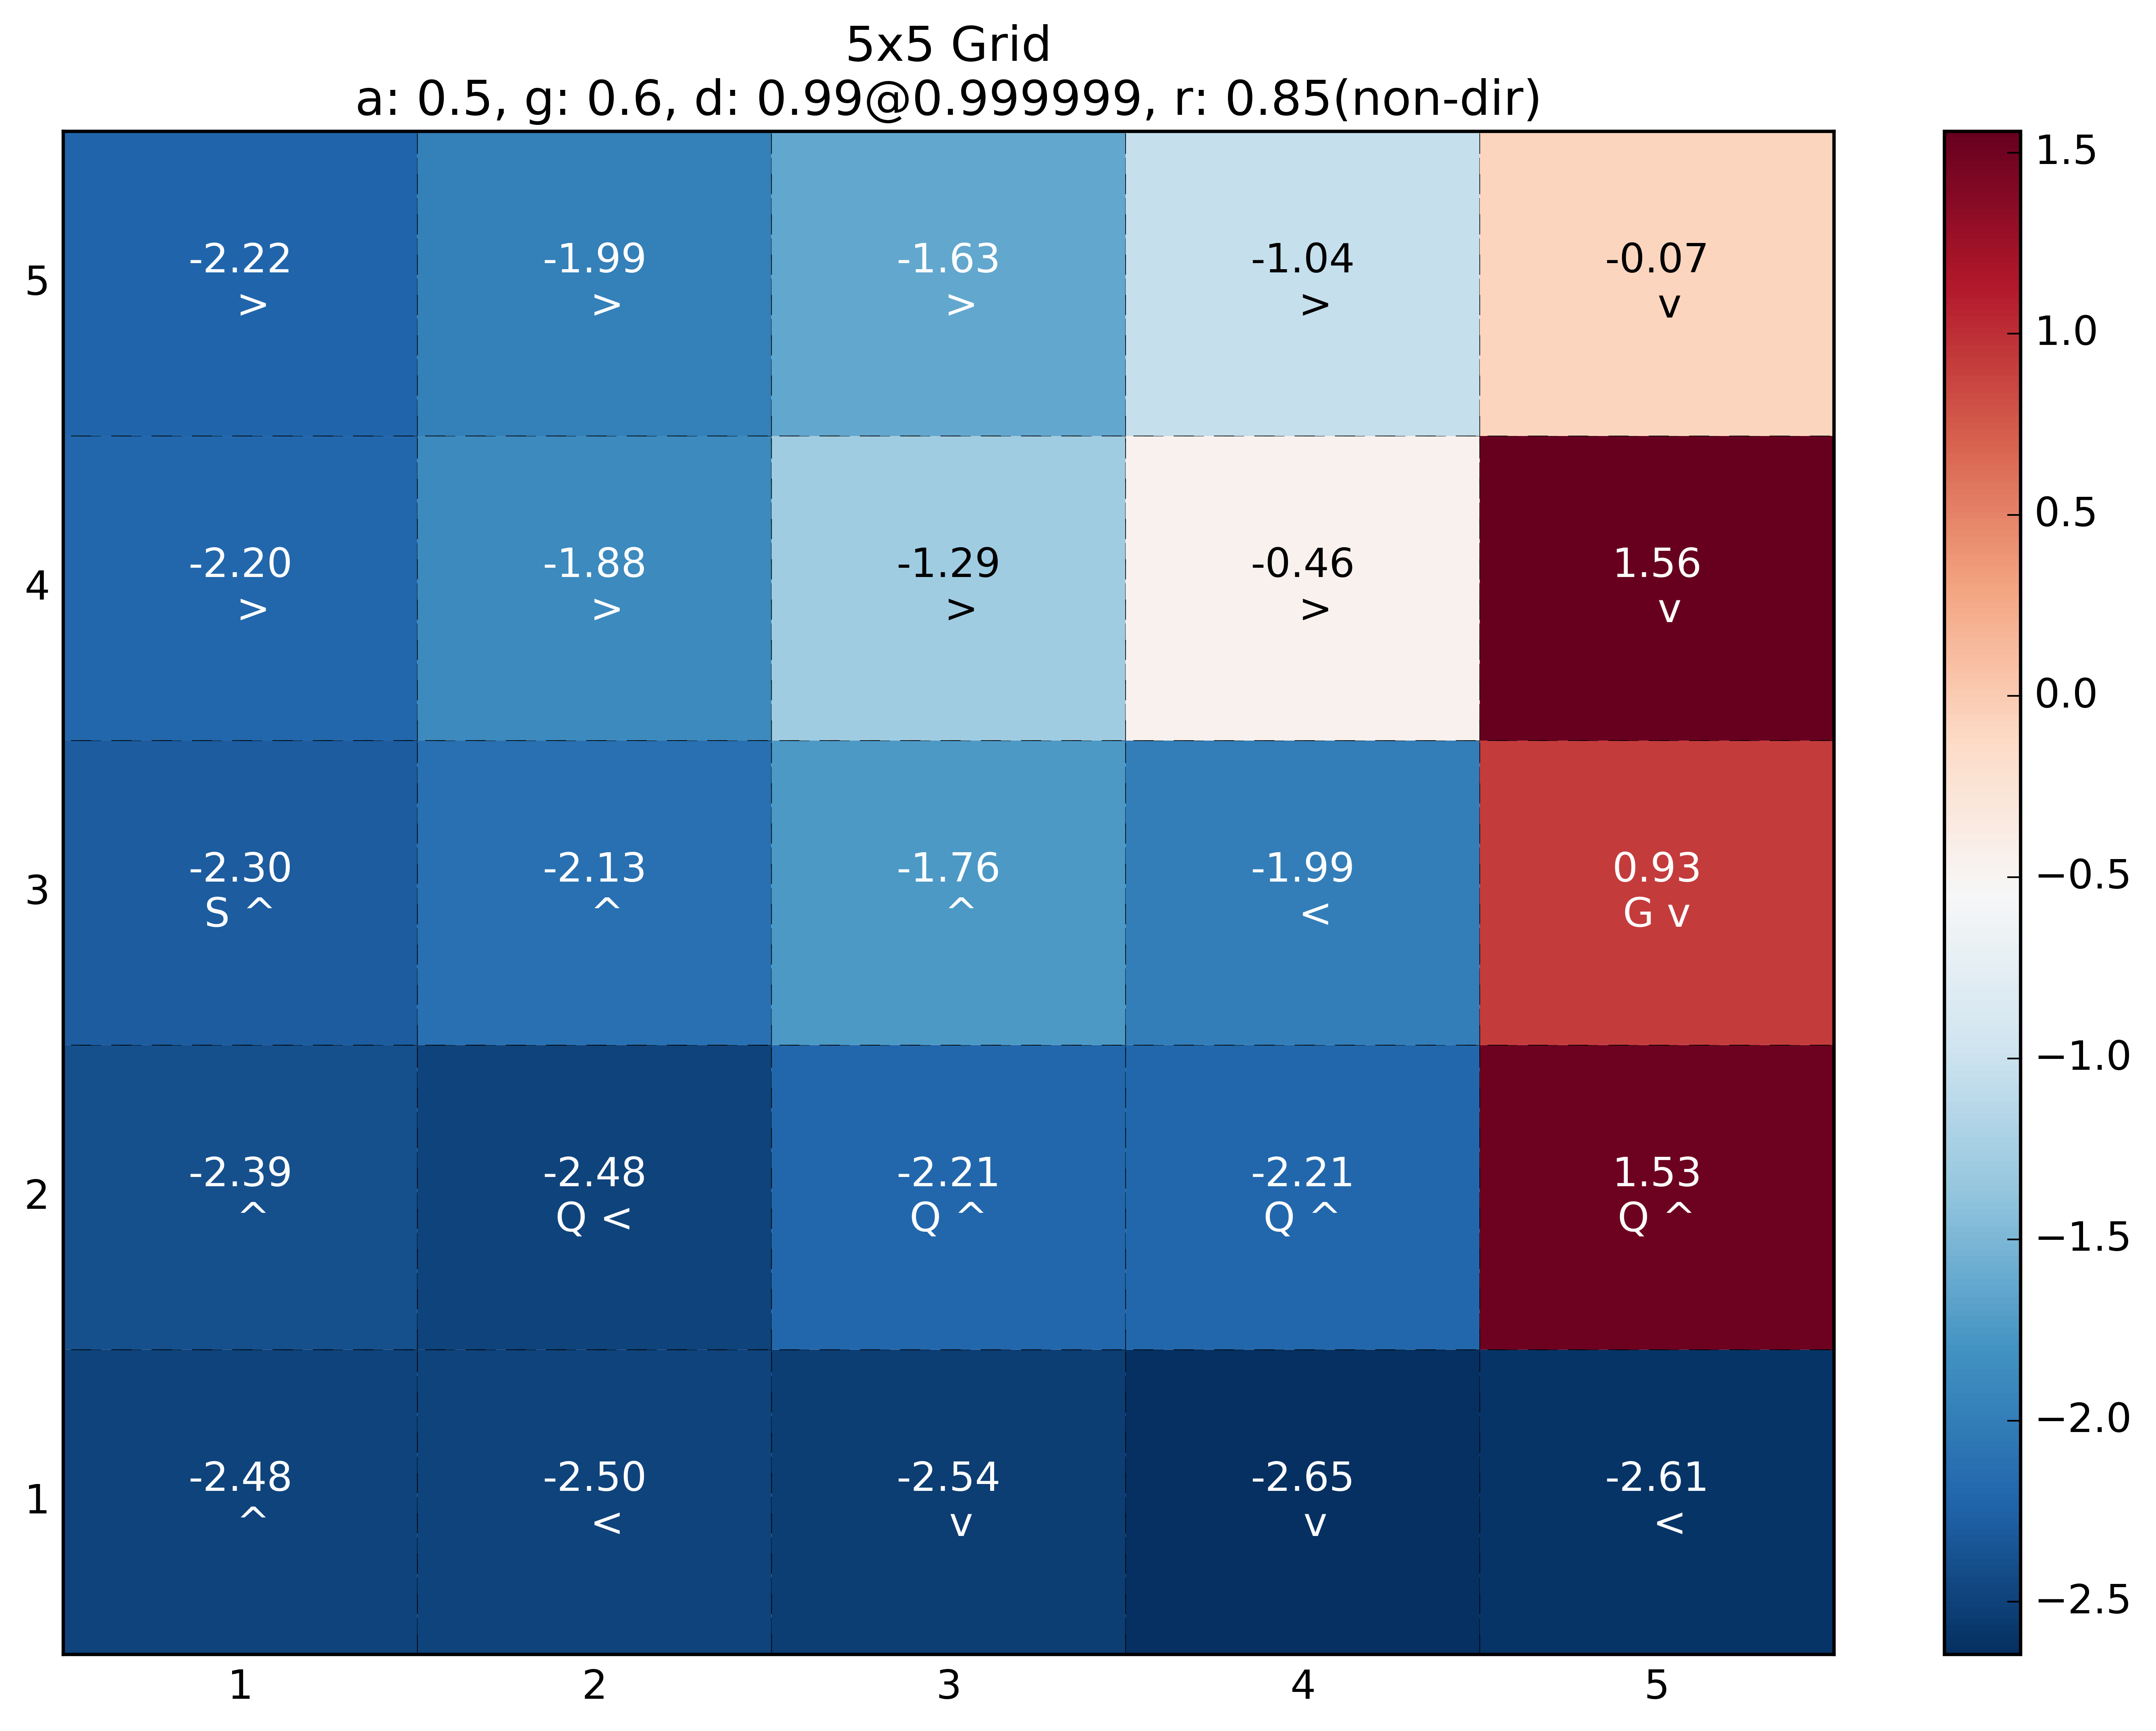 5x5 Grid
a: 0.5, g: 0.6, d: 0.99@0.999999, r: 0.85(non-dir)
5 -2.22 -1.99 -1.63 -1.04 -0.07
> > > > v
4 -2.20 -1.88 -1.29 -0.46 1.56
> > > > v
3 -2.30 -2.13 -1.76 -1.99 0.93
S ^ ^ ^ < G v
2 -2.39 -2.48 -2.21 -2.21 1.53
^ Q < Q ^ Q ^ Q ^
1 -2.48 -2.50 -2.54 -2.65 -2.61
^ < v v <
1 2 3 4 5
1.5
1.0
0.5
0.0
−0.5
−1.0
−1.5
−2.0
−2.5